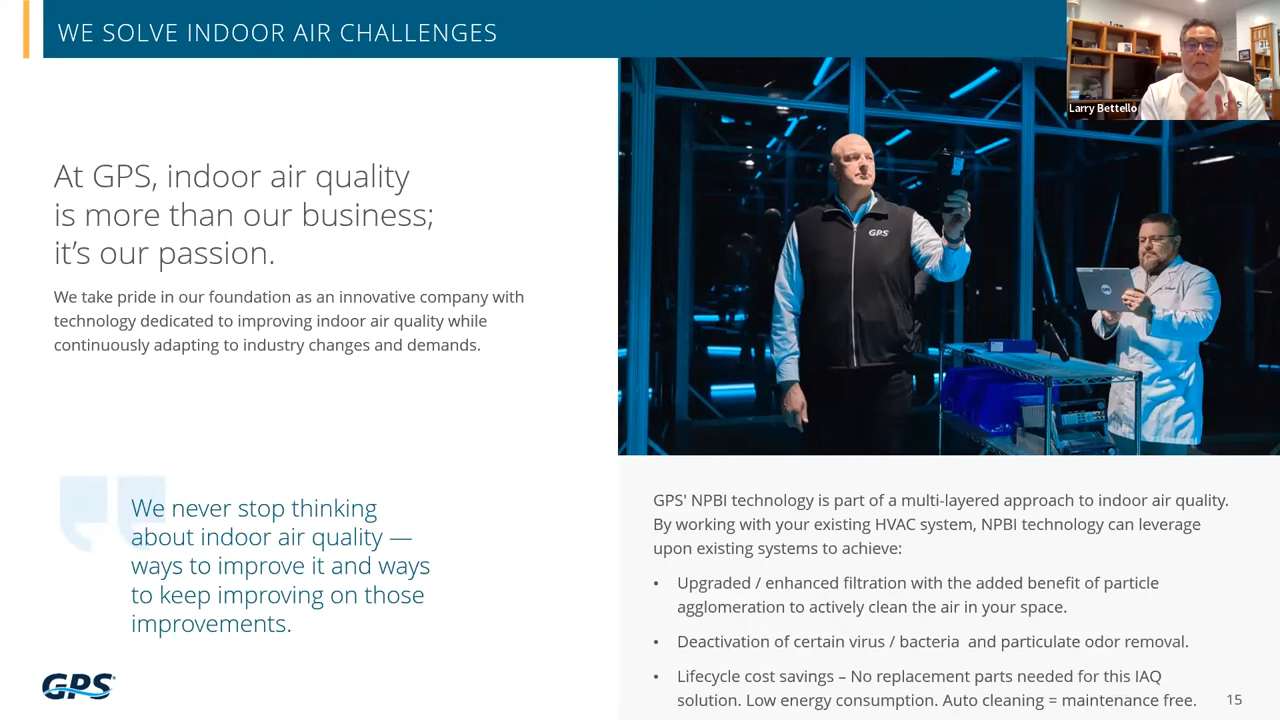 WE SOLVE INDOOR AIR CHALLENGES
Larry Bettello
GPS
At GPS, indoor air quality
is more than our business;
it's our passion.
We take pride in our foundation as an innovative company with
technology dedicated to improving indoor air quality while
continuously adapting to industry changes and demands.
GPS
We never stop thinking
about indoor air quality —
ways to improve it and ways
to keep improving on those
improvements.
GPS
GPS' NPBI technology is part of a multi-layered approach to indoor air quality.
By working with your existing HVAC system, NPBI technology can leverage
upon existing systems to achieve:
• Upgraded / enhanced filtration with the added benefit of particle
agglomeration to actively clean the air in your space.
• Deactivation of certain virus / bacteria and particulate odor removal.
• Lifecycle cost savings – No replacement parts needed for this IAQ
solution. Low energy consumption. Auto cleaning = maintenance free.
15